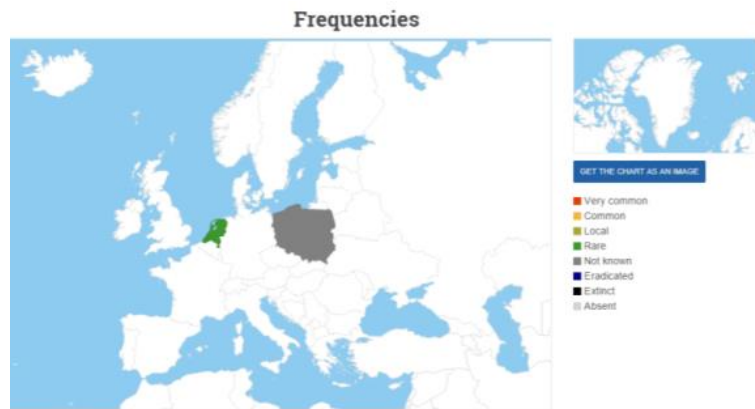 Frequencies
GET THE CHART AS AN IMAGE
Very common
Common
Local
Rare
Not known
Eradicated
Extinct
Absent